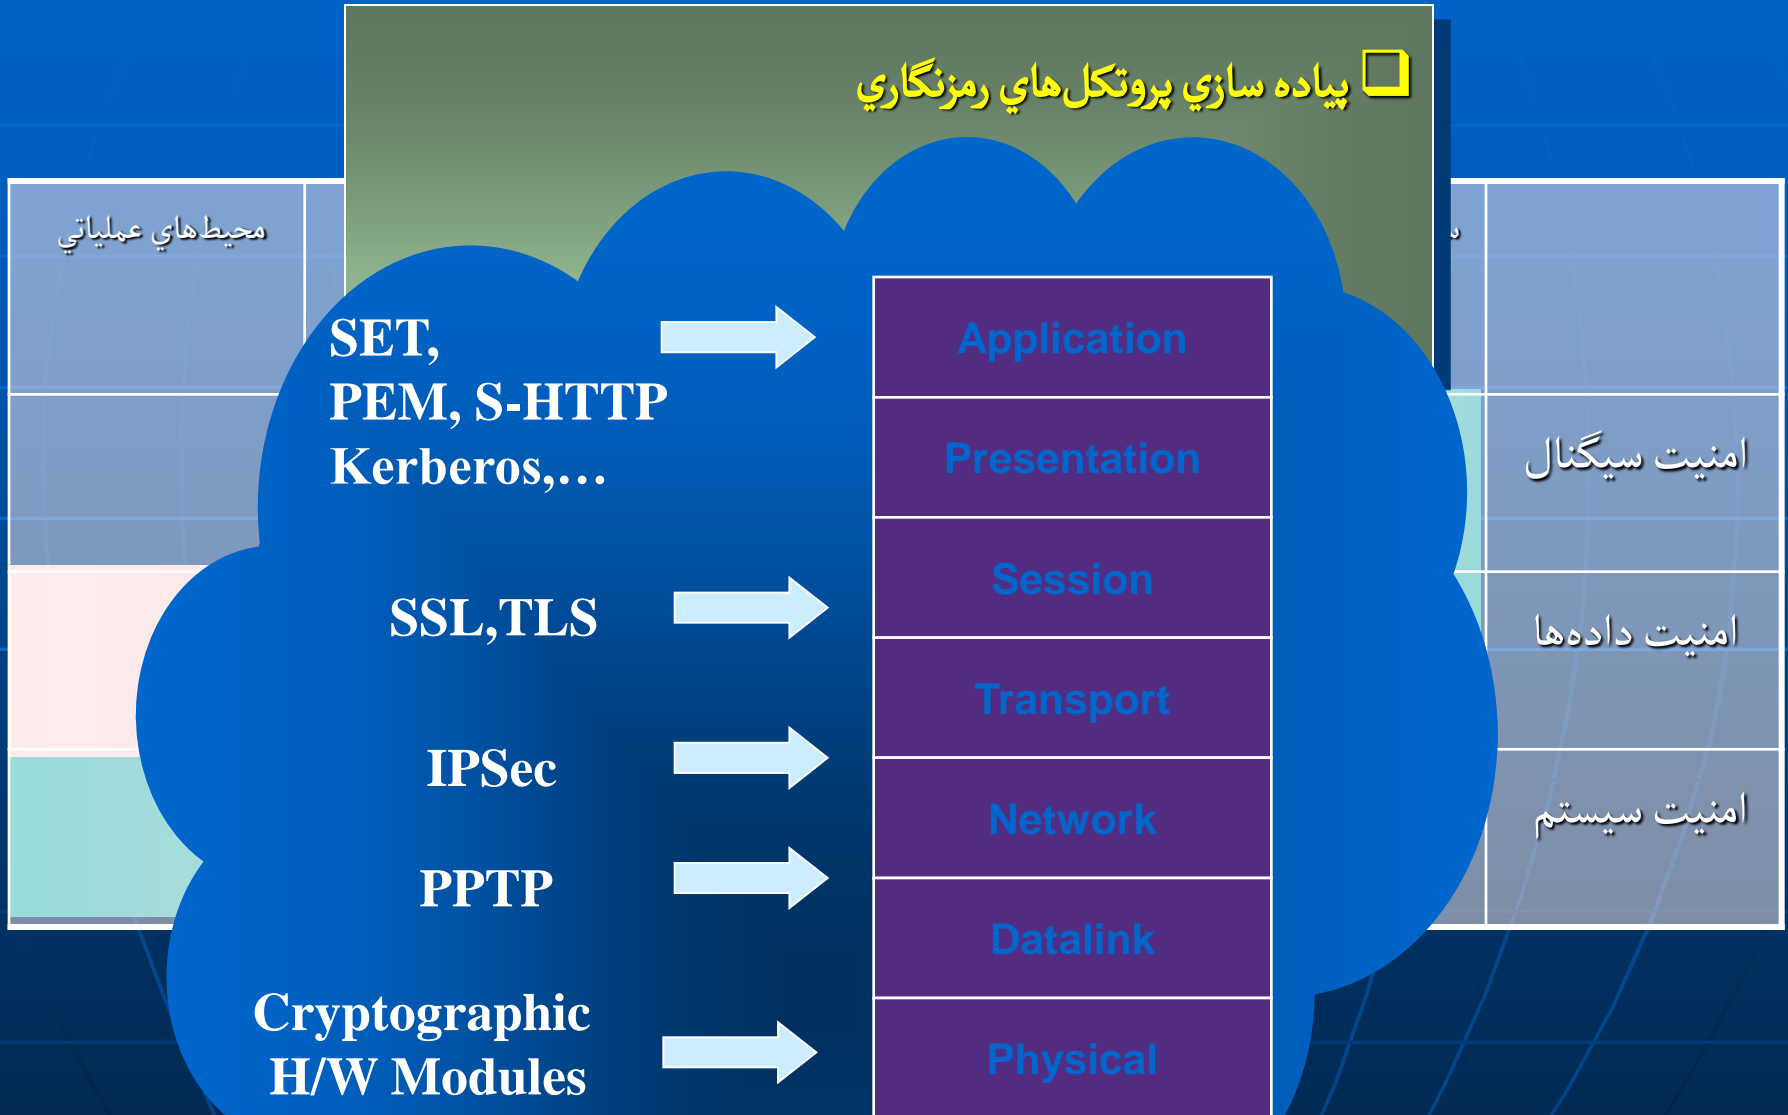 پياده سازي پروتكل‌هاي رمزنگاري
محيط‌هاي عملياتي
امنيت سيگنال
امنيت داده‌ها
امنيت سيستم
SET,
PEM, S-HTTP
Kerberos,…
SSL,TLS
IPSec
PPTP
Cryptographic
H/W Modules
Application
Presentation
Session
Transport
Network
Datalink
Physical